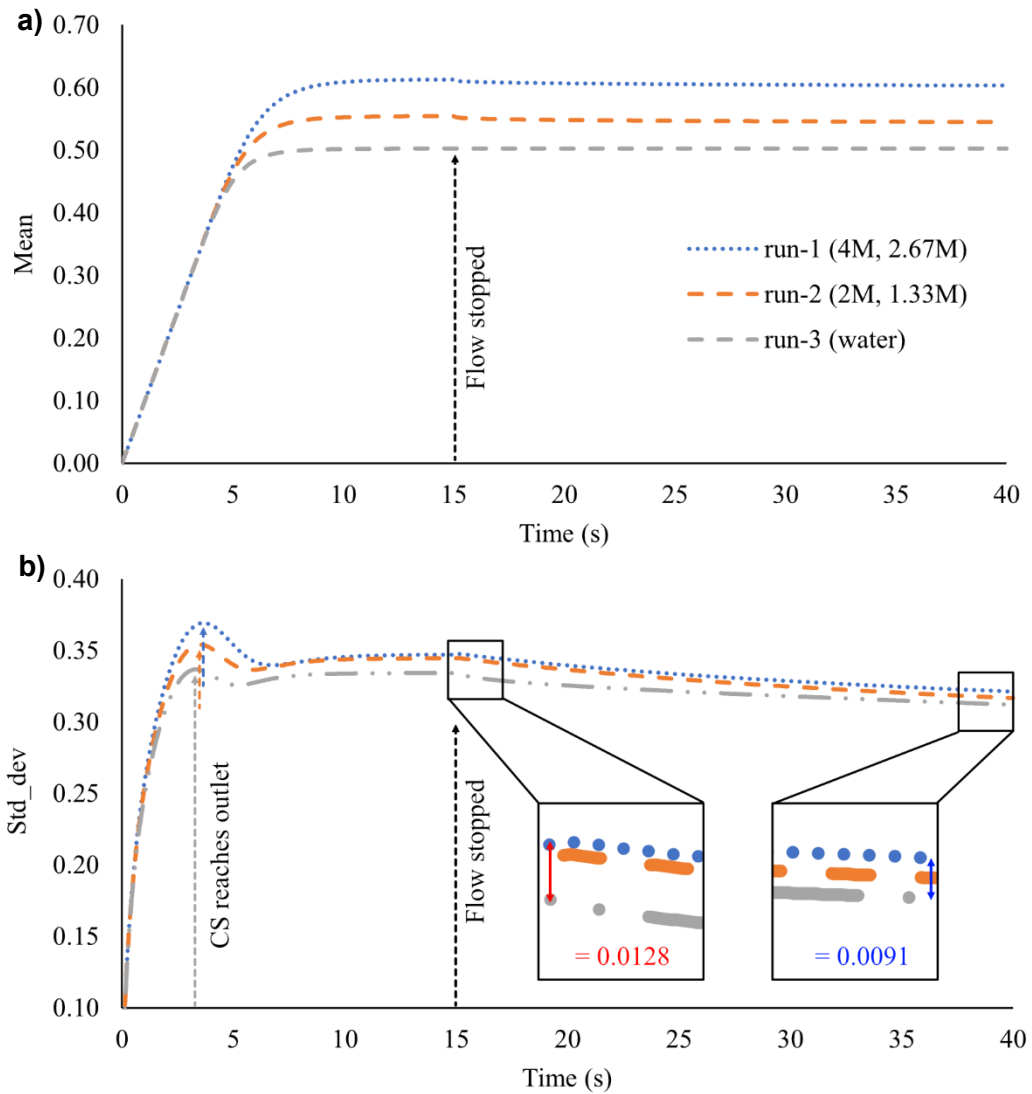 a)
0.70
0.60
0.50
0.40
0.30
0.20
0.10
0.00
Mean
run-1 (4M, 2.67M)
run-2 (2M, 1.33M)
run-3 (water)
Flow stopped
0 5 10 15 20 25 30 35 40
Time (s)
b)
0.40
0.35
0.30
0.25
0.20
0.15
0.10
Std_dev
CS reaches outlet
Flow stopped
= 0.0128
= 0.0091
0 5 10 15 20 25 30 35 40
Time (s)